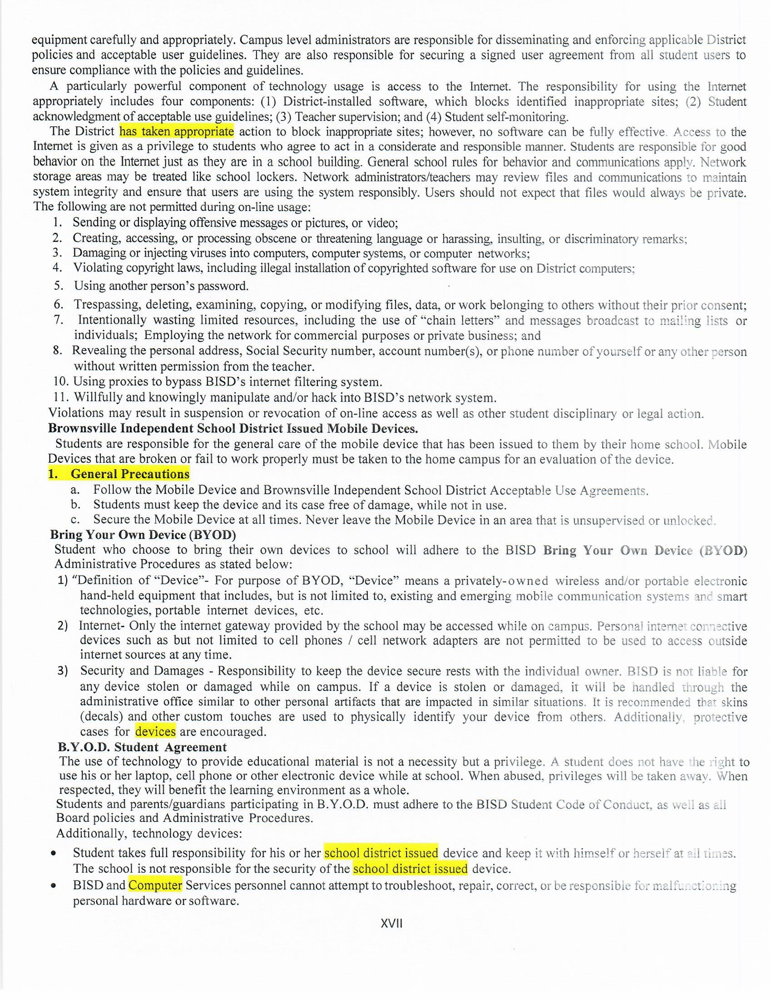 equipment carefully and appropriately. Campus level administrators are responsible for disseminating and enforcing applicable District
policies and acceptable user guidelines. They are also responsible for securing a signed user agreement from all student users to
ensure compliance with the policies and guidelines.
A particularly powerful component of technology usage is access to the Internet. The responsibility for using the Internet
appropriately includes four components: (1) District-installed software, which blocks identified inappropriate sites; (2) Student
acknowledgment of acceptable use guidelines; (3) Teacher supervision; and (4) Student self-monitoring.
The District has taken appropriate action to block inappropriate sites; however, no software can be fully effective. Access to the
Internet is given as a privilege to students who agree to act in a considerate and responsible manner. Students are responsible for good
behavior on the Internet just as they are in a school building. General school rules for behavior and communications apply. Network
storage areas may be treated like school lockers. Network administrators/teachers may review files and communications to maintain
system integrity and ensure that users are using the system responsibly. Users should not expect that files would always be private.
The following are not permitted during on-line usage:
1. Sending or displaying offensive messages or pictures, or video;
2. Creating, accessing, or processing obscene or threatening language or harassing, insulting, or discriminatory remarks;
3. Damaging or injecting viruses into computers, computer systems, or computer networks;
4. Violating copyright laws, including illegal installation of copyrighted software for use on District computers;
5. Using another person’s password.
6. Trespassing, deleting, examining, copying, or modifying files, data, or work belonging to others without their prior consent;
7. Intentionally wasting limited resources, including the use of “chain letters” and messages broadcast to mailing lists or
individuals; Employing the network for commercial purposes or private business; and
8. Revealing the personal address, Social Security number, account number(s), or phone number of yourself or any other person
without written permission from the teacher.
10. Using proxies to bypass BISD’s internet filtering system.
11. Willfully and knowingly manipulate and/or hack into BISD’s network system.
Violations may result in suspension or revocation of on-line access as well as other student disciplinary or legal action.
Brownsville Independent School District Issued Mobile Devices.
Students are responsible for the general care of the mobile device that has been issued to them by their home school. Mobile
Devices that are broken or fail to work properly must be taken to the home campus for an evaluation of the device.
1. General Precautions
a. Follow the Mobile Device and Brownsville Independent School District Acceptable Use Agreements.
b. Students must keep the device and its case free of damage, while not in use.
c. Secure the Mobile Device at all times. Never leave the Mobile Device in an area that is unsupervised or unlocked.
Bring Your Own Device (BYOD)
Student who choose to bring their own devices to school will adhere to the BISD Bring Your Own Device (BYOD)
Administrative Procedures as stated below:
1) “Definition of “Device”- For purpose of BYOD, “Device” means a privately-owned wireless and/or portable electronic
hand-held equipment that includes, but is not limited to, existing and emerging mobile communication systems and smart
technologies, portable internet devices, etc.
2) Internet- Only the internet gateway provided by the school may be accessed while on campus. Personal internet connective
devices such as but not limited to cell phones / cell network adapters are not permitted to be used to access outside
internet sources at any time.
3) Security and Damages - Responsibility to keep the device secure rests with the individual owner. BISD is not liable for
any device stolen or damaged while on campus. If a device is stolen or damaged, it will be handled through the
administrative office similar to other personal artifacts that are impacted in similar situations. It is recommended that skins
(decals) and other custom touches are used to physically identify your device from others. Additionally, protective
cases for devices are encouraged.
B.Y.O.D. Student Agreement
The use of technology to provide educational material is not a necessity but a privilege. A student does not have the right to
use his or her laptop, cell phone or other electronic device while at school. When abused, privileges will be taken away. When
respected, they will benefit the learning environment as a whole.
Students and parents/guardians participating in B.Y.O.D. must adhere to the BISD Student Code of Conduct, as well as all
Board policies and Administrative Procedures.
Additionally, technology devices:
• Student takes full responsibility for his or her school district issued device and keep it with himself or herself at all times.
The school is not responsible for the security of the school district issued device.
• BISD and Computer Services personnel cannot attempt to troubleshoot, repair, correct, or be responsible for malfunctioning
personal hardware or software.
XVII